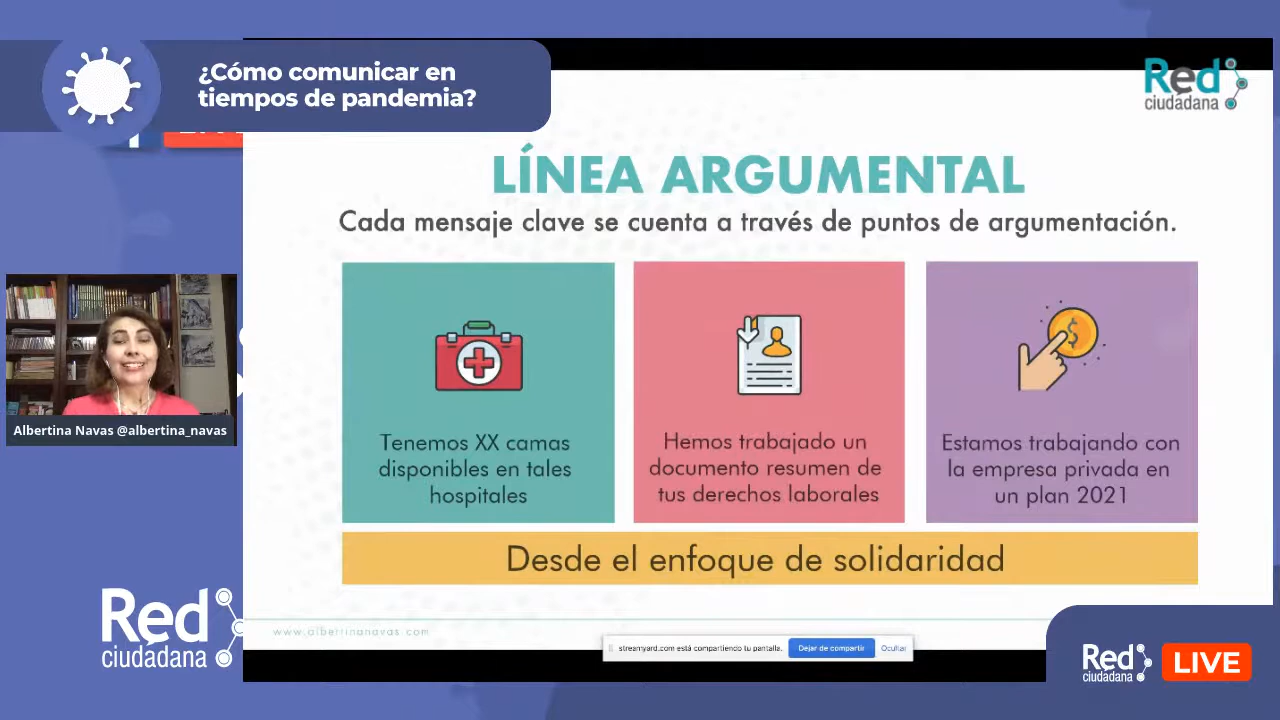 ¿Cómo comunicar en
tiempos de pandemia?
Red
ciudadana
LÍNEA ARGUMENTAL
Cada mensaje clave se cuenta a través de puntos de argumentación.
Tenemos XX camas
disponibles en tales
hospitales
Hemos trabajado un
documento resumen de
tus derechos laborales
Estamos trabajando con
la empresa privada en
un plan 2021
Desde el enfoque de solidaridad
Albertina Navas @albertina_navas
www.albertinanavas.com
streamyard.com está compartiendo tu pantalla.
Dejar de compartir
Ocultar
Red
ciudadana
Red
ciudadana
LIVE